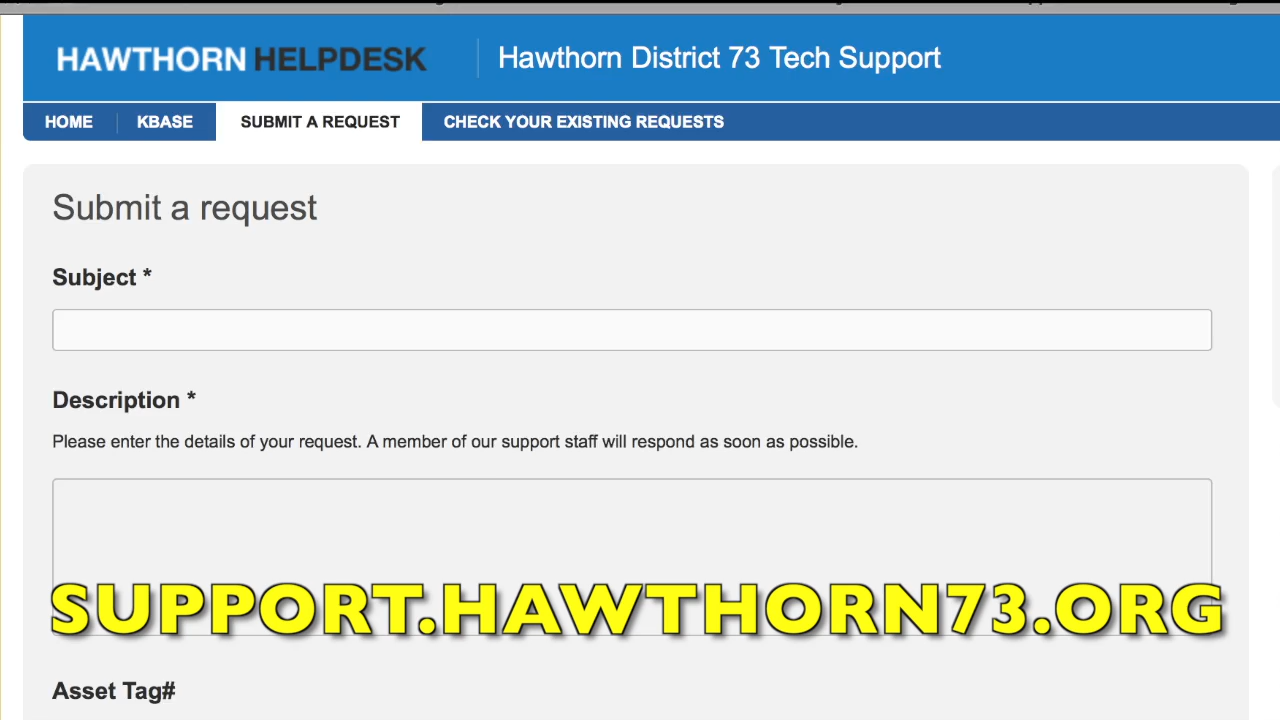 HAWTHORN HELPDESK
Hawthorn District 73 Tech Support
HOME
KBASE
SUBMIT A REQUEST
CHECK YOUR EXISTING REQUESTS
Submit a request
Subject *
Description *
Please enter the details of your request. A member of our support staff will respond as soon as possible.
SUPPORT.HAWTHORN73.ORG
Asset Tag#